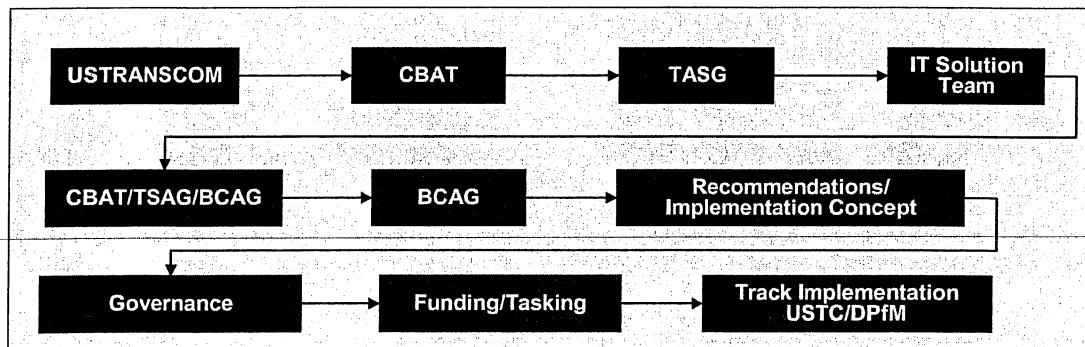 USTRANSCOM
CBAT
TASG
IT Solution
Team
CBAT/TSAG/BCAG
BCAG
Recommendations/
Implementation Concept
Governance
Funding/Tasking
Track Implementation
USTC/DPfM